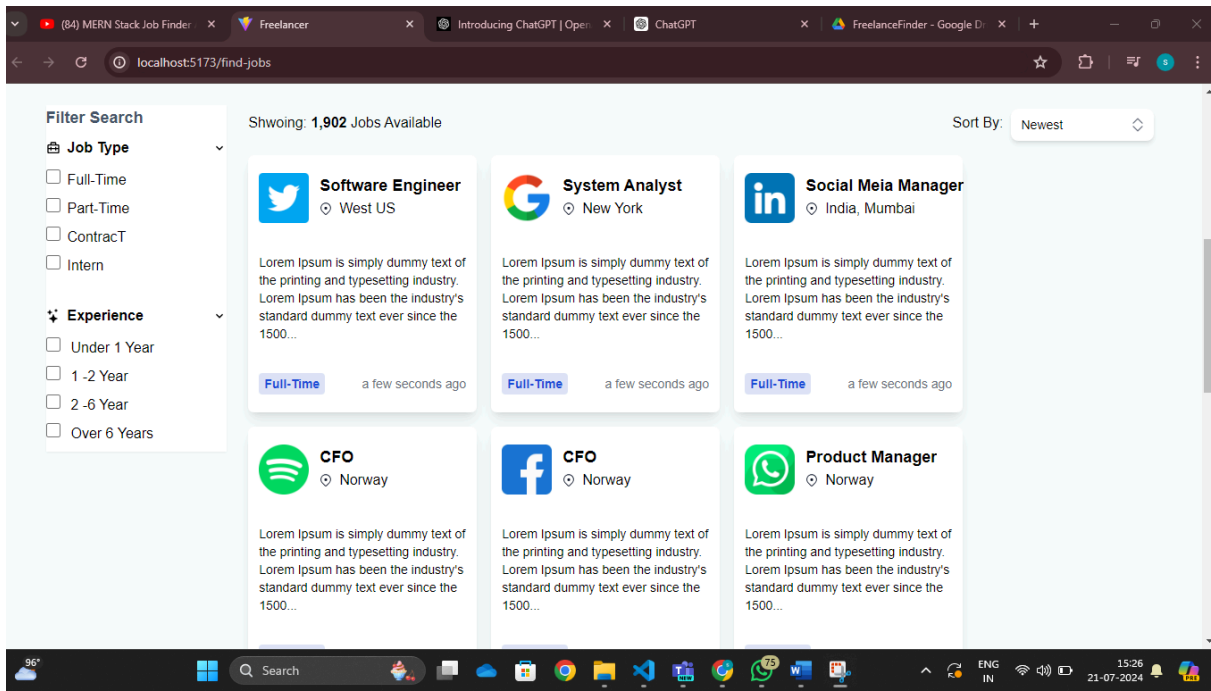 (84) MERN Stack Job Finder
Freelancer
Introducing ChatGPT | Open
ChatGPT
FreelanceFinder - Google Dr
localhost:5173/find-jobs
S
Filter Search
Job Type
Full-Time
Part-Time
ContracT
Intern
Experience
Under 1 Year
1 -2 Year
2 -6 Year
Over 6 Years
Shwoing: 1,902 Jobs Available
Sort By: Newest
Software Engineer
West US
Lorem Ipsum is simply dummy text of
the printing and typesetting industry.
Lorem Ipsum has been the industry's
standard dummy text ever since the
1500...
Full-Time a few seconds ago
System Analyst
New York
Lorem Ipsum is simply dummy text of
the printing and typesetting industry.
Lorem Ipsum has been the industry's
standard dummy text ever since the
1500...
Full-Time a few seconds ago
in
Social Meia Manager
India, Mumbai
Lorem Ipsum is simply dummy text of
the printing and typesetting industry.
Lorem Ipsum has been the industry's
standard dummy text ever since the
1500...
Full-Time a few seconds ago
CFO
Norway
Lorem Ipsum is simply dummy text of
the printing and typesetting industry.
Lorem Ipsum has been the industry's
standard dummy text ever since the
1500...
CFO
Norway
Lorem Ipsum is simply dummy text of
the printing and typesetting industry.
Lorem Ipsum has been the industry's
standard dummy text ever since the
1500...
Product Manager
Norway
Lorem Ipsum is simply dummy text of
the printing and typesetting industry.
Lorem Ipsum has been the industry's
standard dummy text ever since the
1500...
96°
Search
NEW
75
ENG
IN
15:26
21-07-2024
PRE